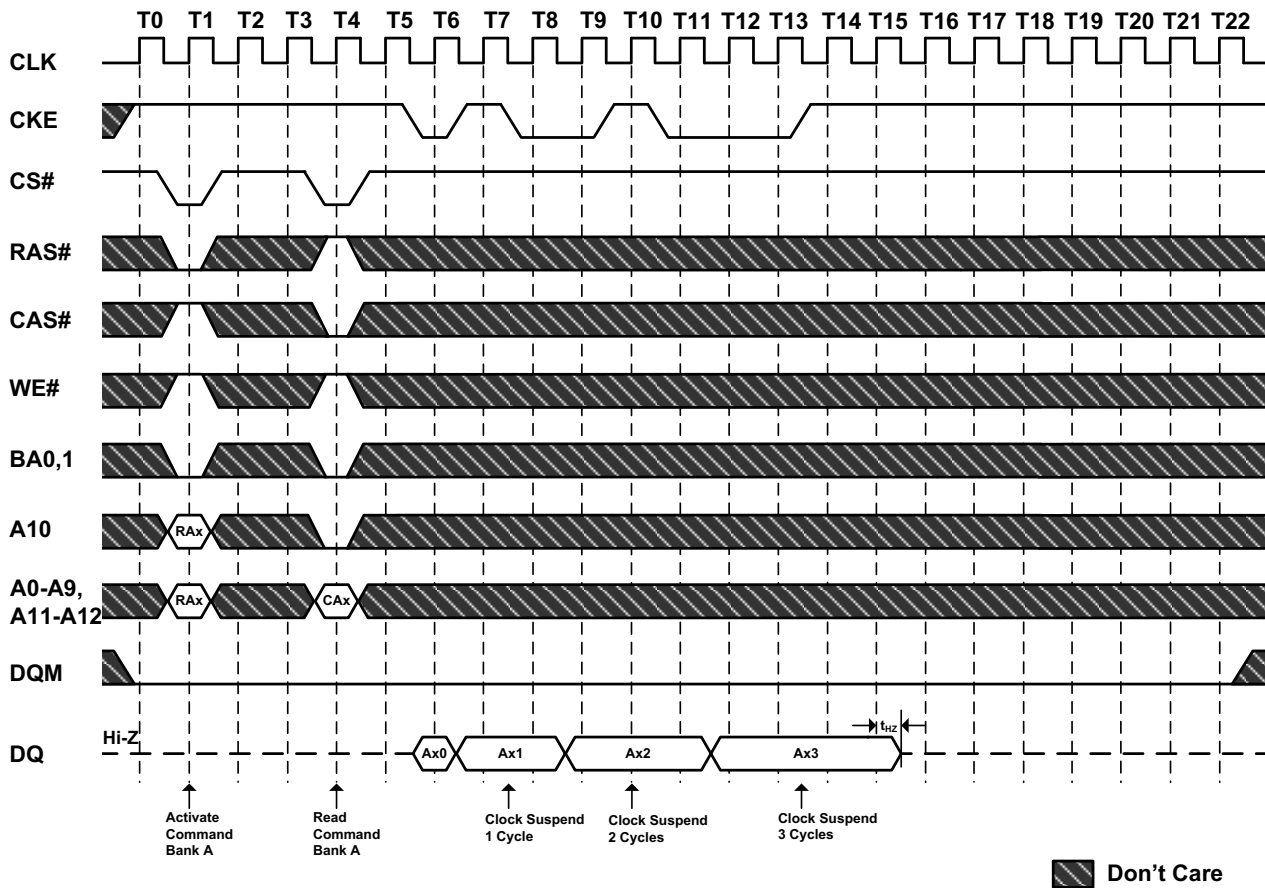 T0 T1 T2 T3 T4 T5 T6 T7 T8 T9 T10 T11 T12 T13 T14 T15 T16 T17 T18 T19 T20 T21 T22
CLK
CKE
CS#
RAS#
CAS#
WE#
BA0,1
A10 RAx
A0-A9,
A11-A12 RAx CAx
DQM
tHZ
Hi-Z
DQ Ax0 Ax1 Ax2 Ax3
Activate
Command
Bank A
Read
Command
Bank A
Clock Suspend
1 Cycle
Clock Suspend
2 Cycles
Clock Suspend
3 Cycles
Don't Care